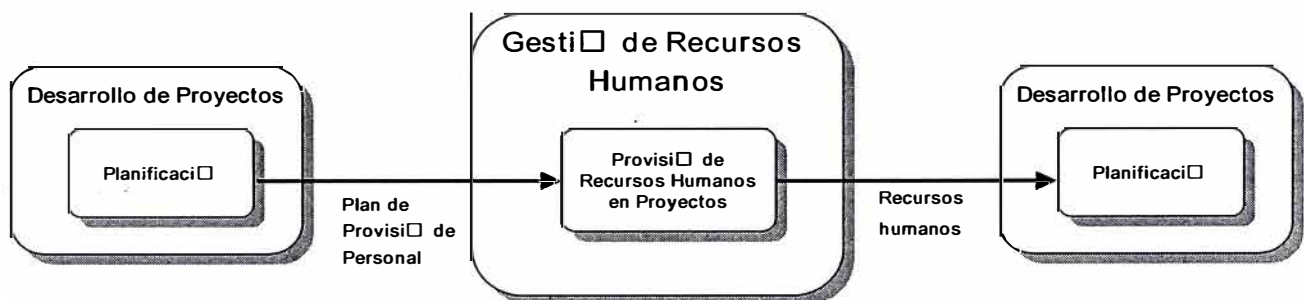 Desarrollo de Proyectos
Planificaci□
Plan de
Provisi□ de
Personal
Gesti□ de Recursos
Humanos
Provisi□ de
Recursos Humanos
en Proyectos
Recursos
humanos
Desarrollo de Proyectos
Planificaci□